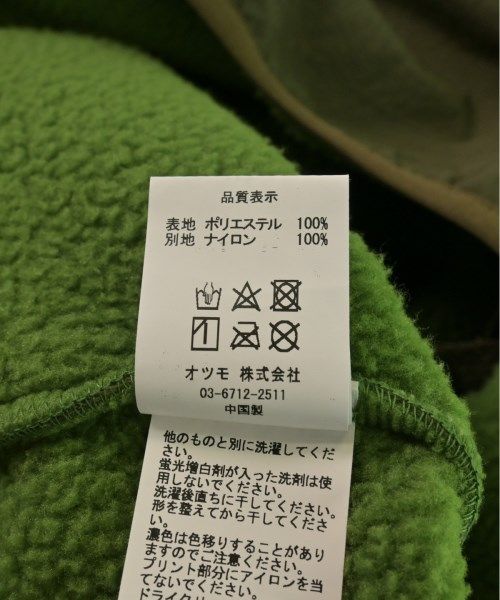 品質表示
表地 ポリエステル 100%
別地 ナイロン 100%
オツモ 株式会社
03-6712-2511
中国製
他のものと別に洗濯してくだ
さい。
蛍光増白剤が入った洗剤は使
用しないでください。
洗濯後直ちに干してください。
形を整えてから干してください。
濃色は色移りすることがあり
ますのでご注意ください。
プリント部分にアイロンを当
てないでください。